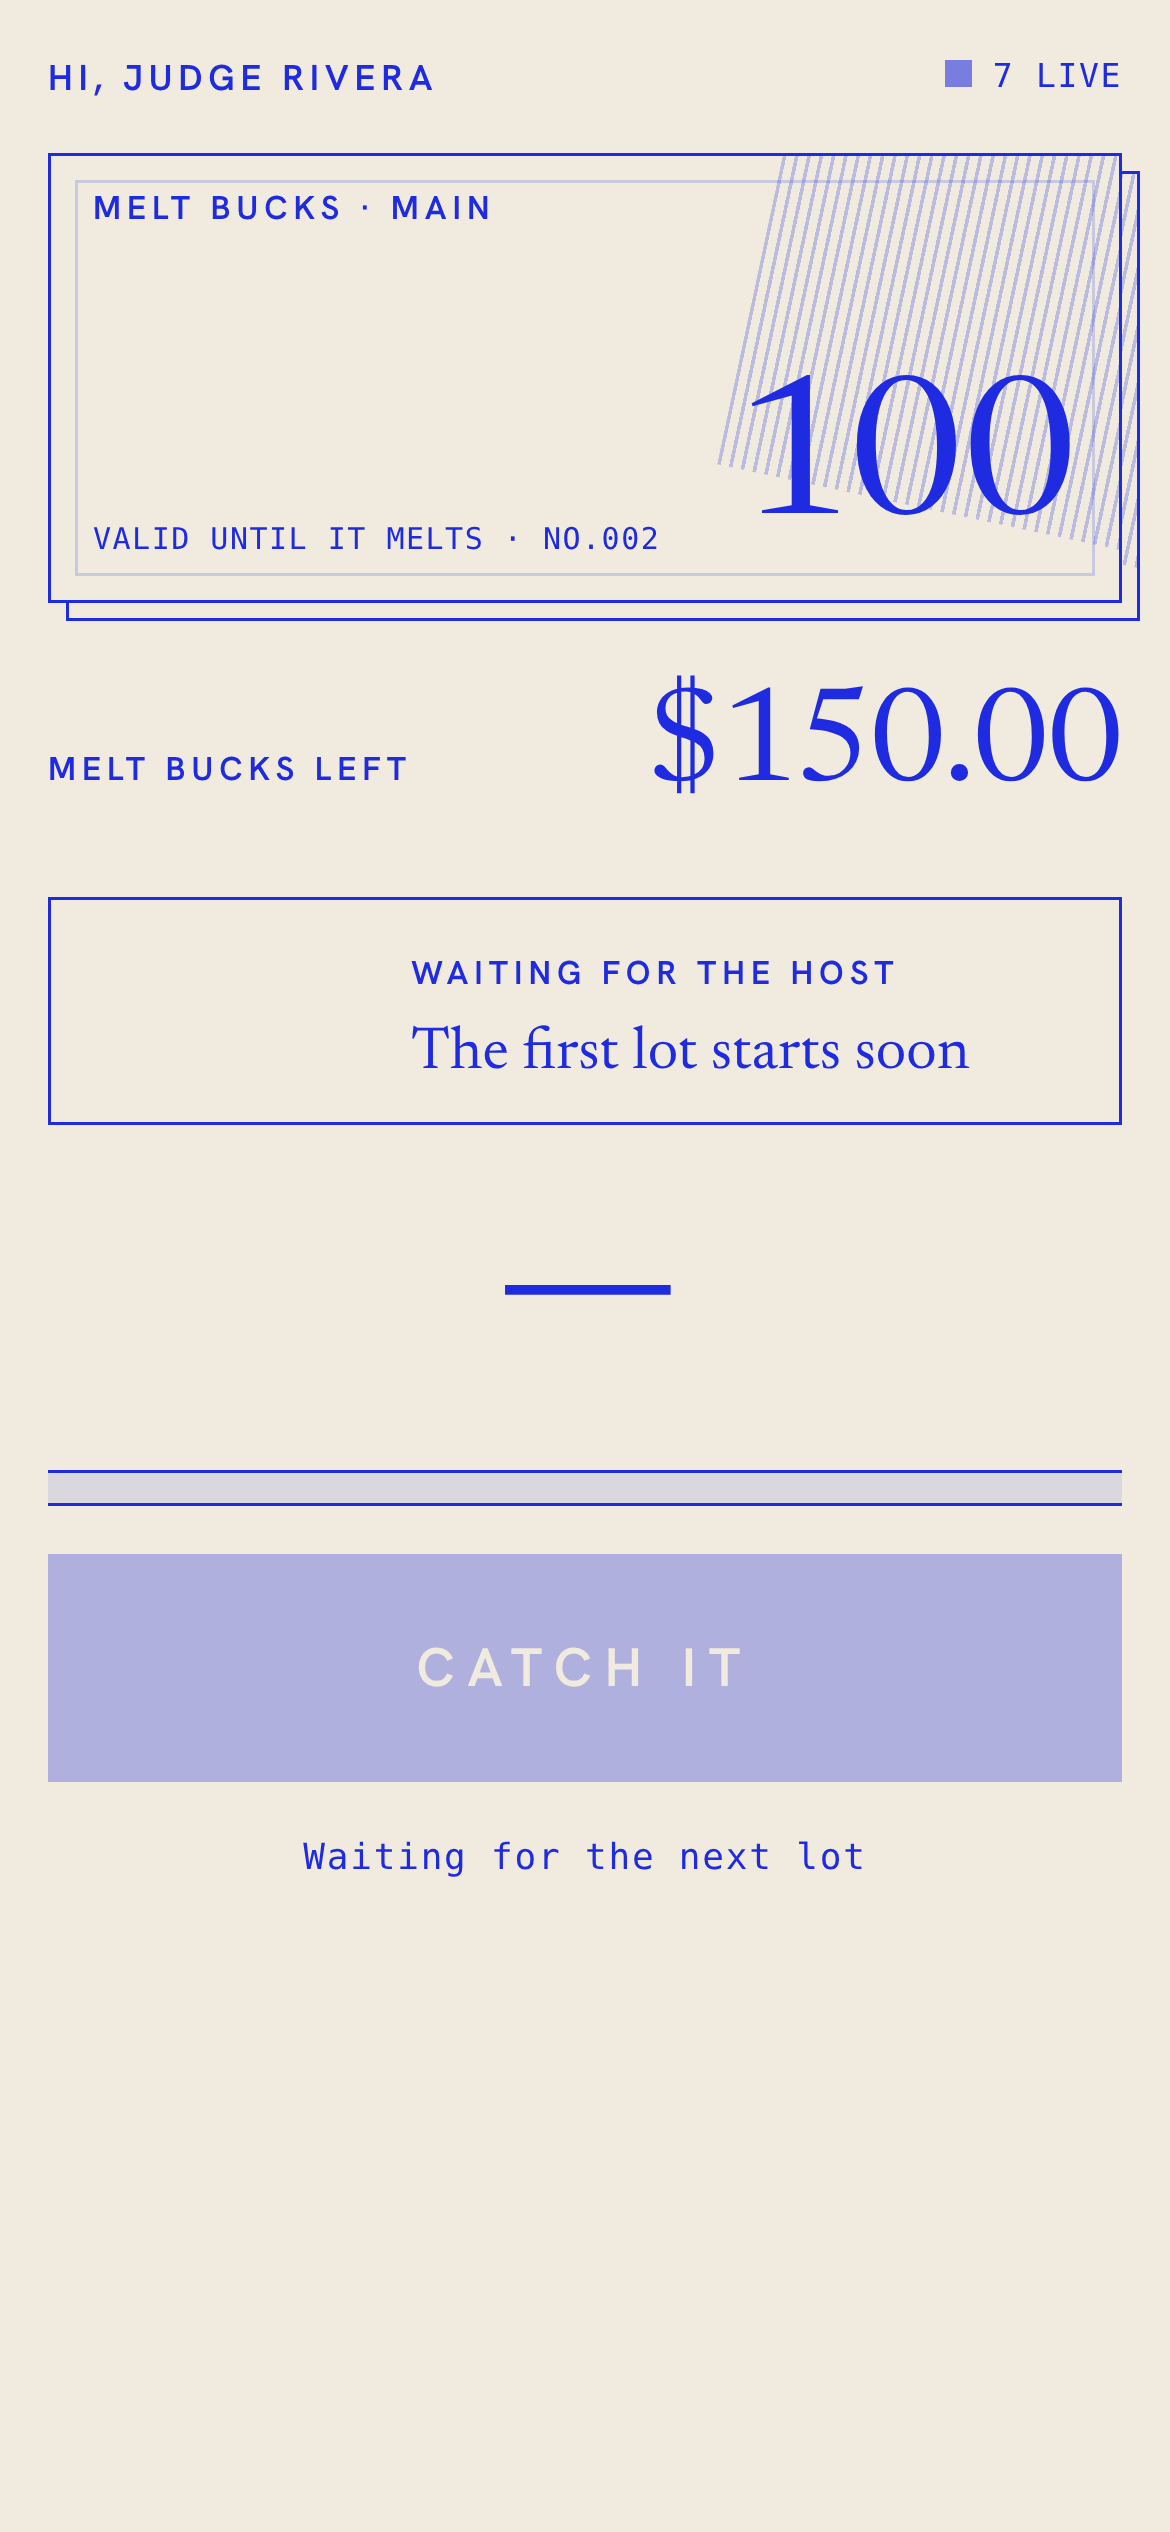 HI, JUDGE RIVERA
7 LIVE
MELT BUCKS · MAIN
100
VALID UNTIL IT MELTS · NO.002
MELT BUCKS LEFT
$150.00
WAITING FOR THE HOST
The first lot starts soon
—
CATCH IT
Waiting for the next lot